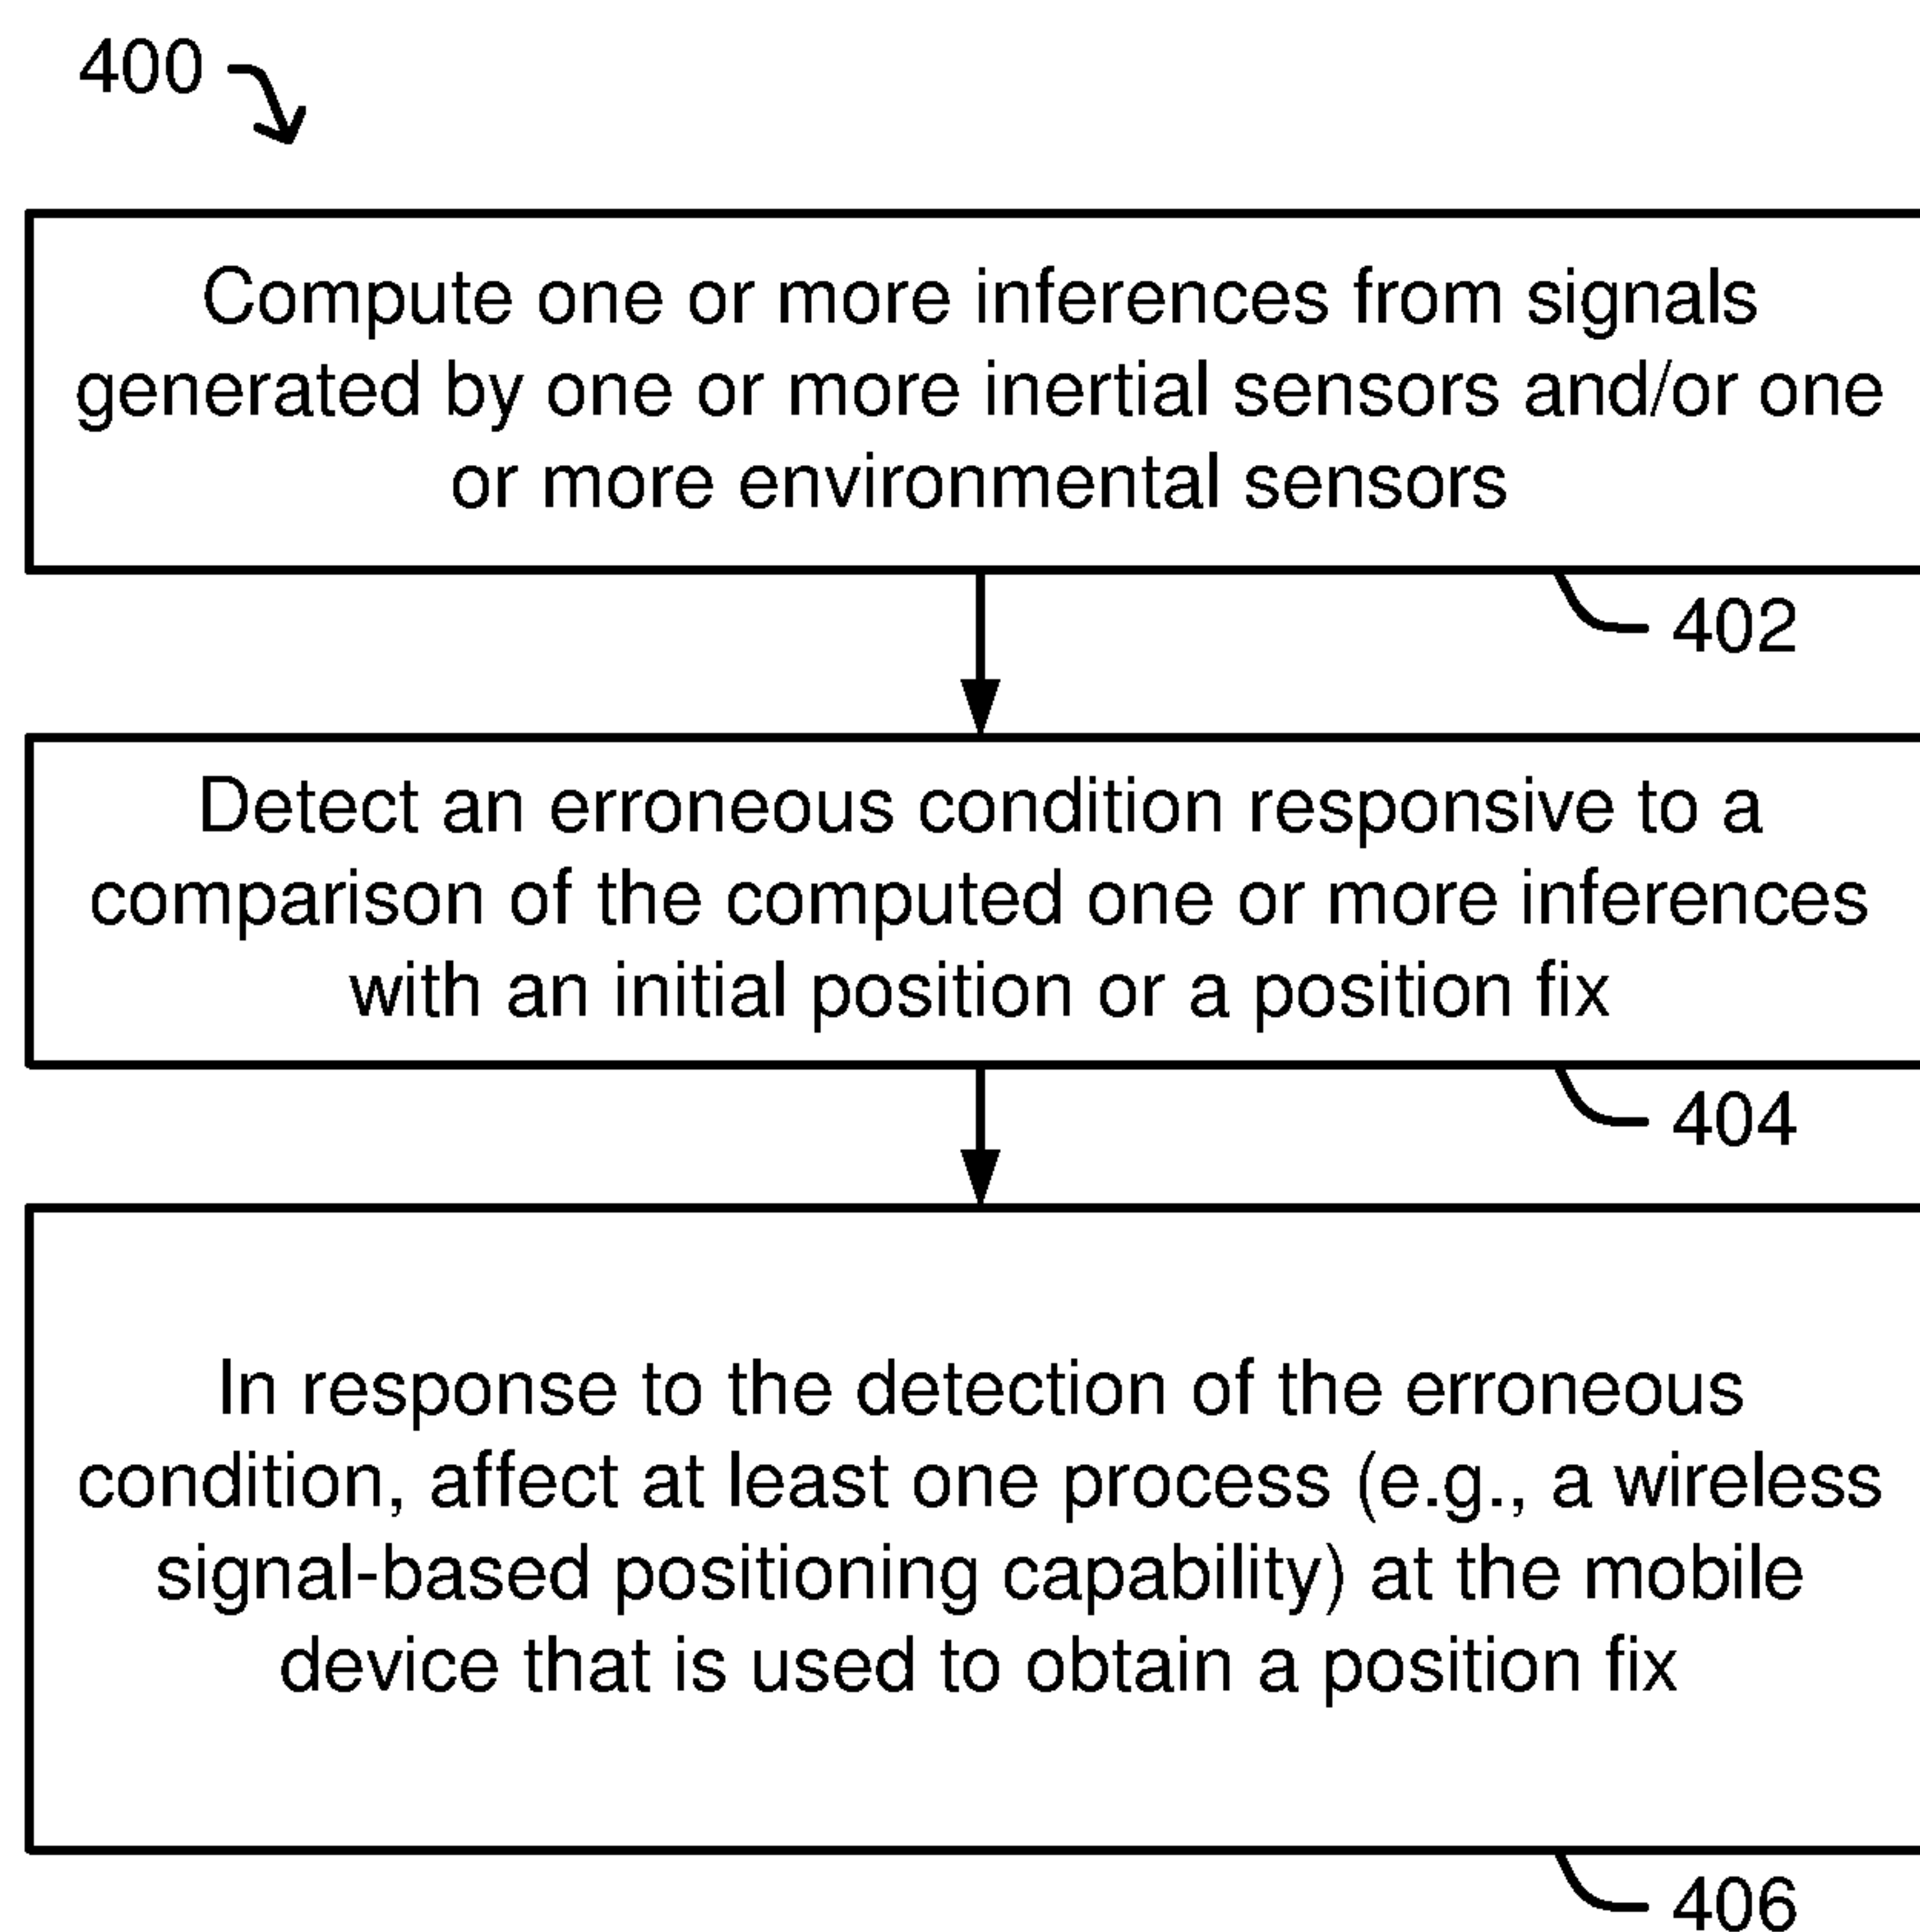 400
Compute one or more inferences from signals
generated by one or more inertial sensors and/or one
or more environmental sensors
402
Detect an erroneous condition responsive to a
comparison of the computed one or more inferences
with an initial position or a position fix
404
In response to the detection of the erroneous
condition, affect at least one process (e.g., a wireless
signal-based positioning capability) at the mobile
device that is used to obtain a position fix
406